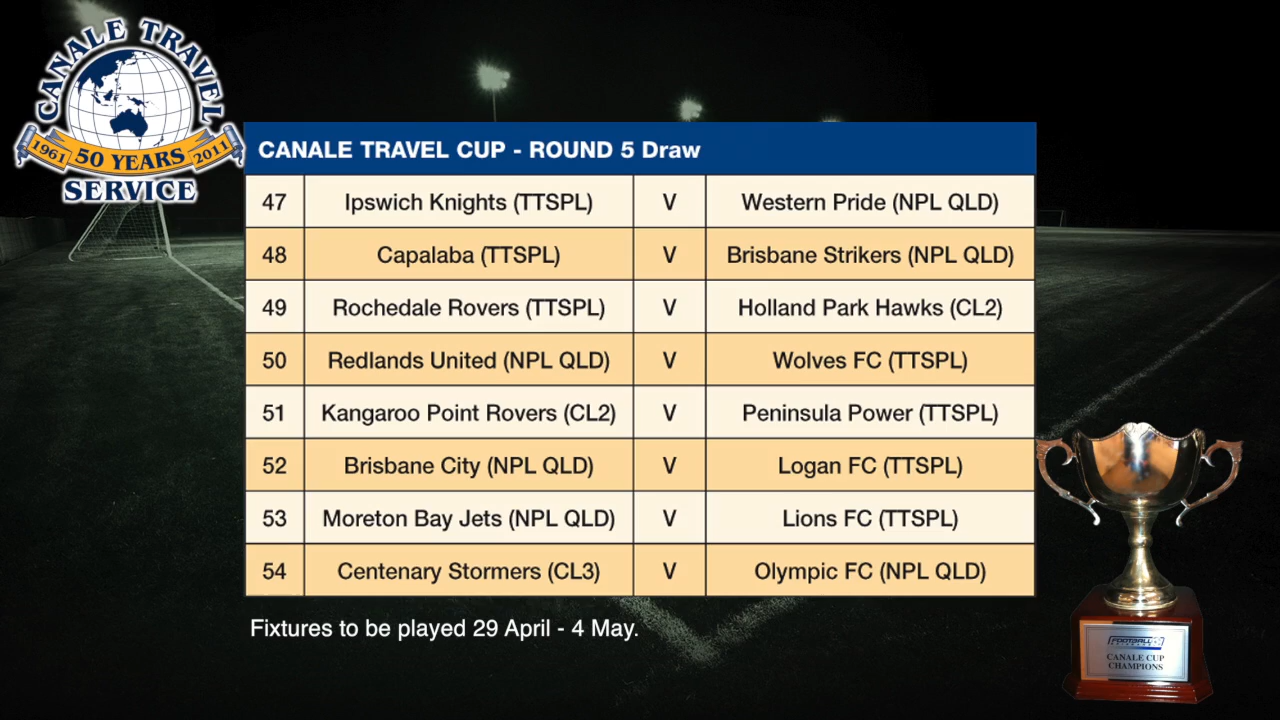 CANALE TRAVEL
1961 50 YEARS 2011
SERVICE
CANALE TRAVEL CUP - ROUND 5 Draw
47 Ipswich Knights (TTSPL) V Western Pride (NPL QLD)
48 Capalaba (TTSPL) V Brisbane Strikers (NPL QLD)
49 Rochedale Rovers (TTSPL) V Holland Park Hawks (CL2)
50 Redlands United (NPL QLD) V Wolves FC (TTSPL)
51 Kangaroo Point Rovers (CL2) V Peninsula Power (TTSPL)
52 Brisbane City (NPL QLD) V Logan FC (TTSPL)
53 Moreton Bay Jets (NPL QLD) V Lions FC (TTSPL)
54 Centenary Stormers (CL3) V Olympic FC (NPL QLD)
Fixtures to be played 29 April - 4 May.
FOOTBALL
CANALE CUP
CHAMPIONS